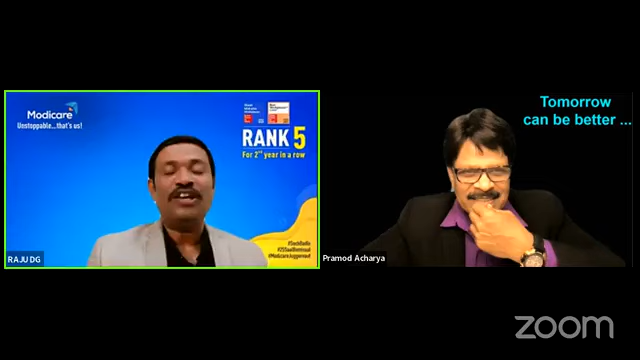 Modicare
Unstoppable...that's us!
RANK 5
For 2nd year in a row
#ModicareJuggernaut
RAJU DG
Tomorrow
can be better ...
Pramod Acharya
zoom